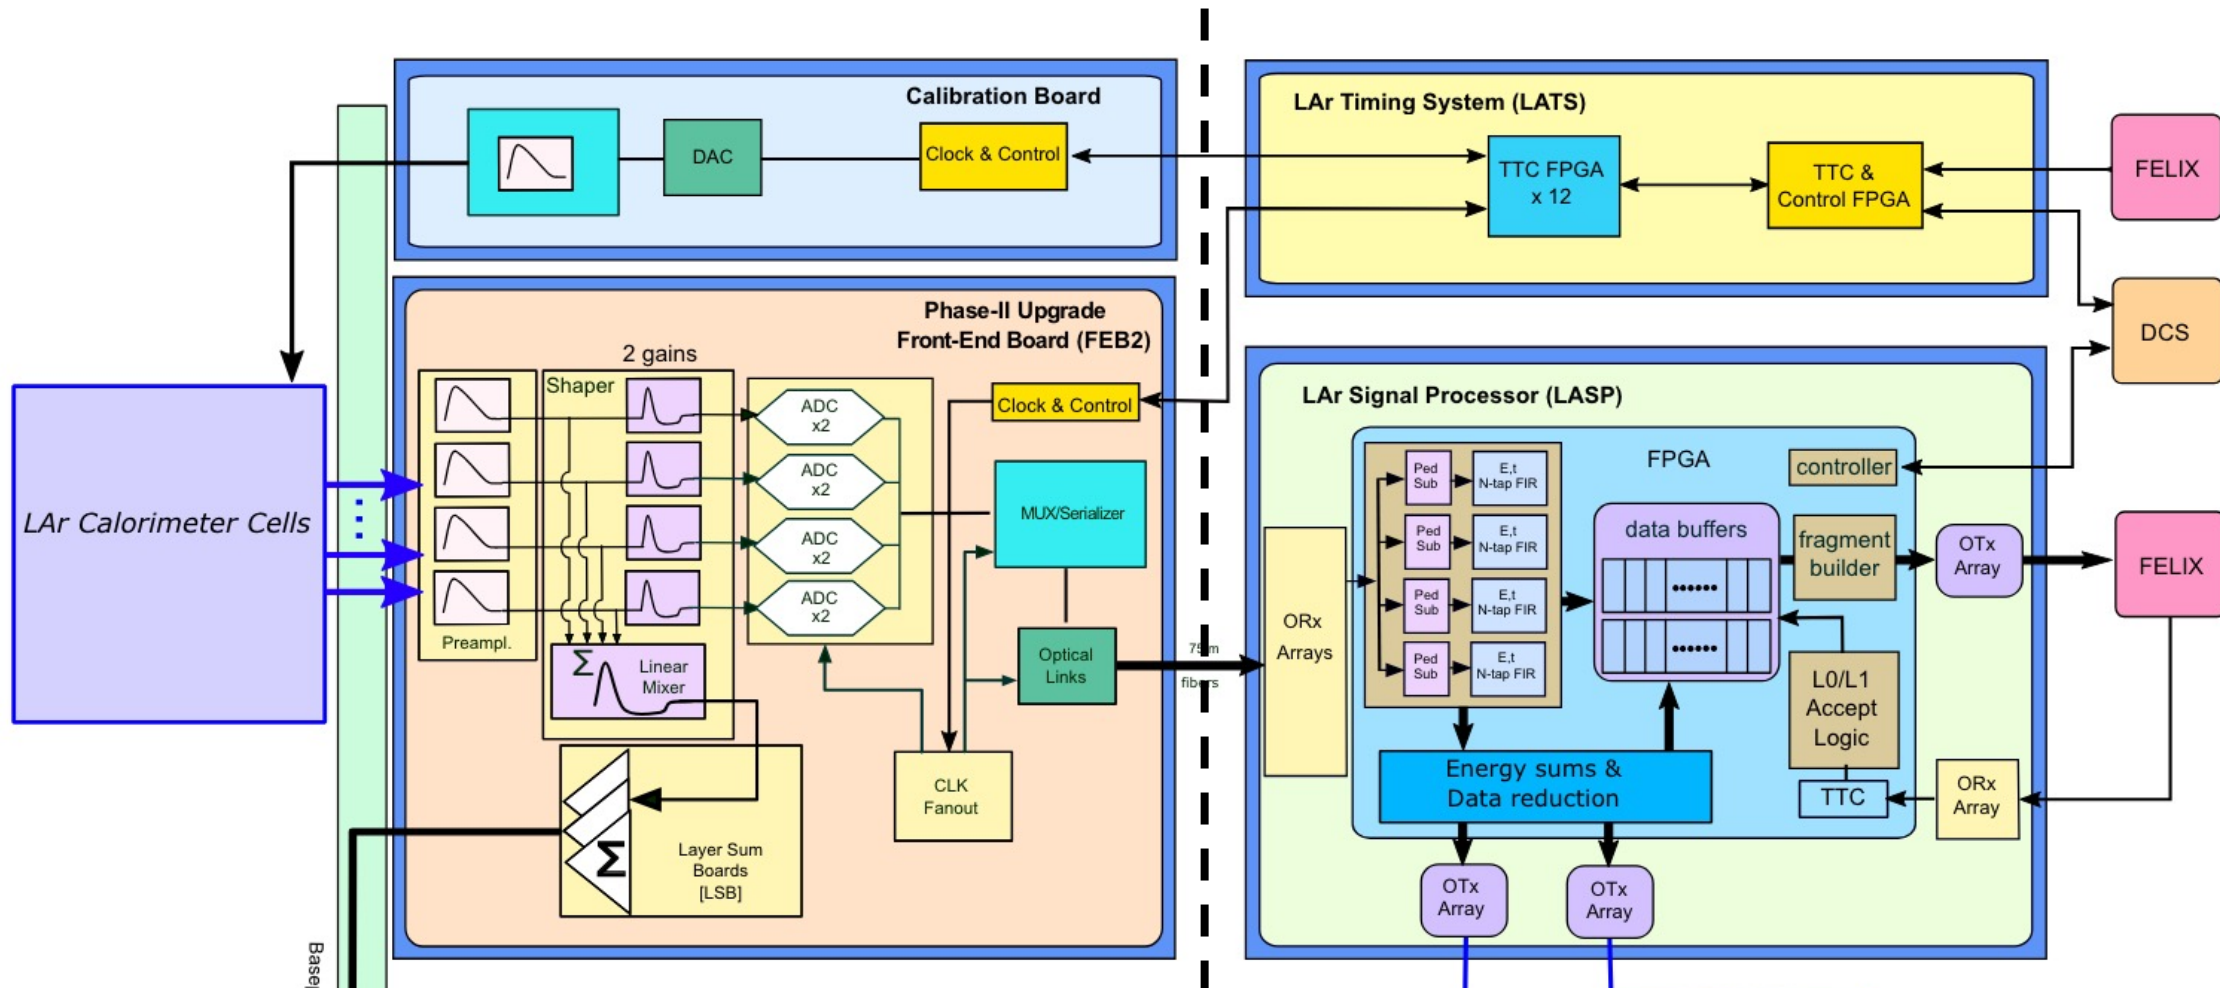 Calibration Board
DAC
Clock & Control
LAr Timing System (LATS)
TTC FPGA
x 12
TTC &
Control FPGA
FELIX
DCS
Phase-II Upgrade
Front-End Board (FEB2)
2 gains
Shaper
Preampl.
ADC
x2
ADC
x2
ADC
x2
ADC
x2
Clock & Control
MUX/Serializer
Optical
Links
Σ
Linear
Mixer
CLK
Fanout
Σ
Layer Sum
Boards
[LSB]
LAr Calorimeter Cells
75 m
fibers
LAr Signal Processor (LASP)
FPGA
ORx
Arrays
Ped
Sub
E,t
N-tap FIR
Ped
Sub
E,t
N-tap FIR
Ped
Sub
E,t
N-tap FIR
Ped
Sub
E,t
N-tap FIR
data buffers
controller
fragment
builder
OTx
Array
FELIX
L0/L1
Accept
Logic
TTC
ORx
Array
Energy sums &
Data reduction
OTx
Array
OTx
Array